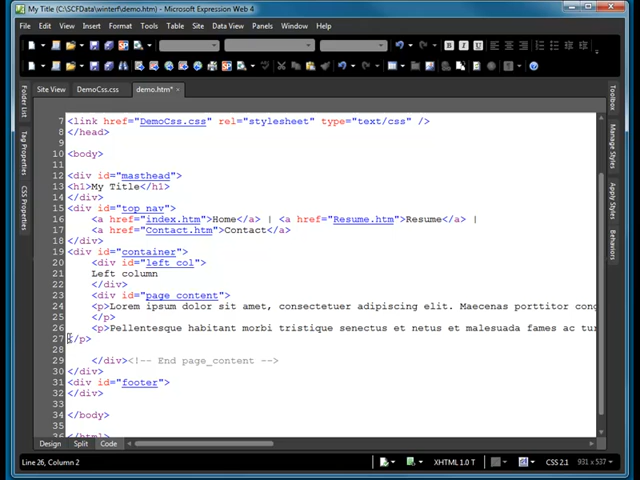 My Title (C:\SCFData\winterf\demo.htm) - Microsoft Expression Web 4
File Edit View Insert Format Tools Table Site Data View Panels Window Help
Site View DemoCss.css demo.htm*
7 <link href="DemoCss.css" rel="stylesheet" type="text/css" />
8 </head>
9
10 <body>
11
12 <div id="masthead">
13 <h1>My Title</h1>
14 </div>
15 <div id="top_nav">
16 <a href="index.htm">Home</a> | <a href="Resume.htm">Resume</a> |
17 <a href="Contact.htm">Contact</a>
18 </div>
19 <div id="container">
20 <div id="left_col">
21 Left column
22 </div>
23 <div id="page_content">
24 <p>Lorem ipsum dolor sit amet, consectetuer adipiscing elit. Maecenas porttitor cong
25 </p>
26 <p>Pellentesque habitant morbi tristique senectus et netus et malesuada fames ac tur
27 </p>
28
29 </div><!-- End page_content -->
30 </div>
31 <div id="footer">
32 </div>
33
34 </body>
35
36 </html>
Folder List
Tag Properties
CSS Properties
Toolbox
Manage Styles
Apply Styles
Behaviors
Design Split Code
Line 26, Column 2 XHTML 1.0 T CSS 2.1 931 x 537